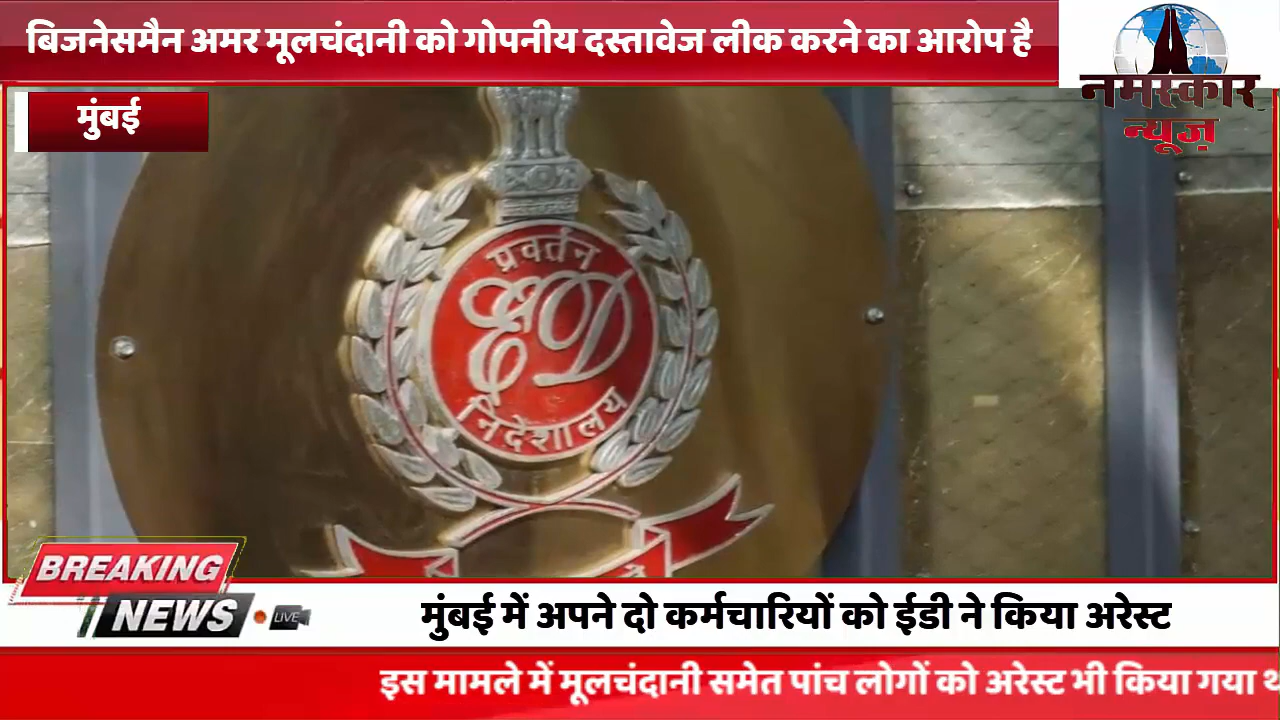 बिजनेसमैन अमर मूलचंदानी को गोपनीय दस्तावेज लीक करने का आरोप है
नमस्कार
न्यूज़
मुंबई
प्रवर्तन
ED
निदेशालय
BREAKING
NEWS
LIVE
मुंबई में अपने दो कर्मचारियों को ईडी ने किया अरेस्ट
इस मामले में मूलचंदानी समेत पांच लोगों को अरेस्ट भी किया गया